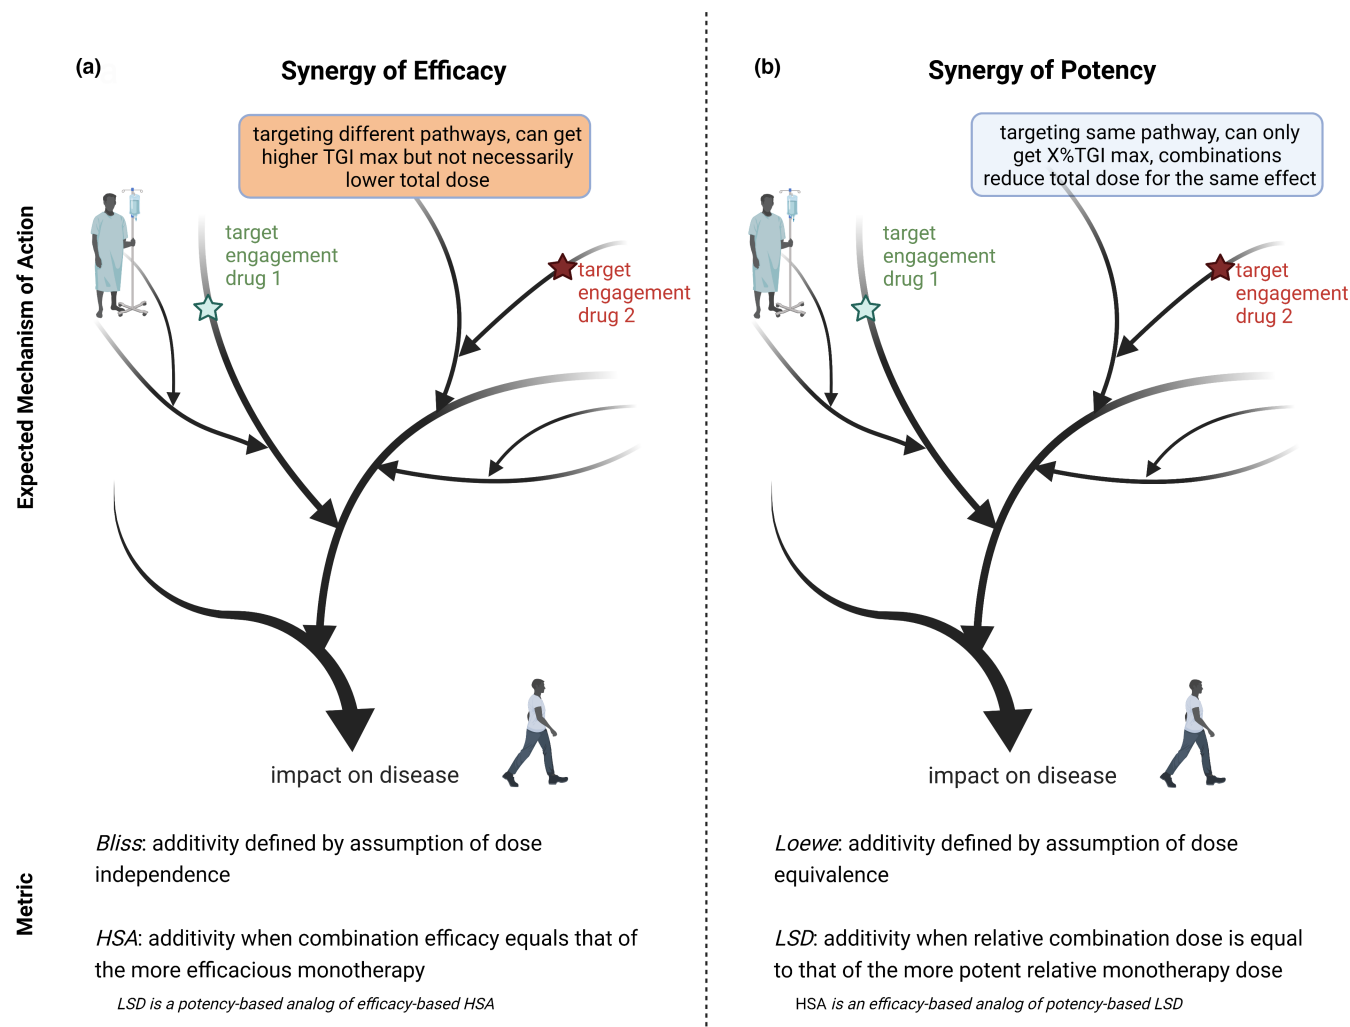 (a)
Synergy of Efficacy
targeting different pathways, can get
higher TGI max but not necessarily
lower total dose
target
engagement
drug 1
target
engagement
drug 2
Expected Mechanism of Action
impact on disease
Metric
Bliss: additivity defined by assumption of dose
independence
HSA: additivity when combination efficacy equals that of
the more efficacious monotherapy
LSD is a potency-based analog of efficacy-based HSA
(b)
Synergy of Potency
targeting same pathway, can only
get X%TGI max, combinations
reduce total dose for the same effect
target
engagement
drug 1
target
engagement
drug 2
impact on disease
Loewe: additivity defined by assumption of dose
equivalence
LSD: additivity when relative combination dose is equal
to that of the more potent relative monotherapy dose
HSA is an efficacy-based analog of potency-based LSD